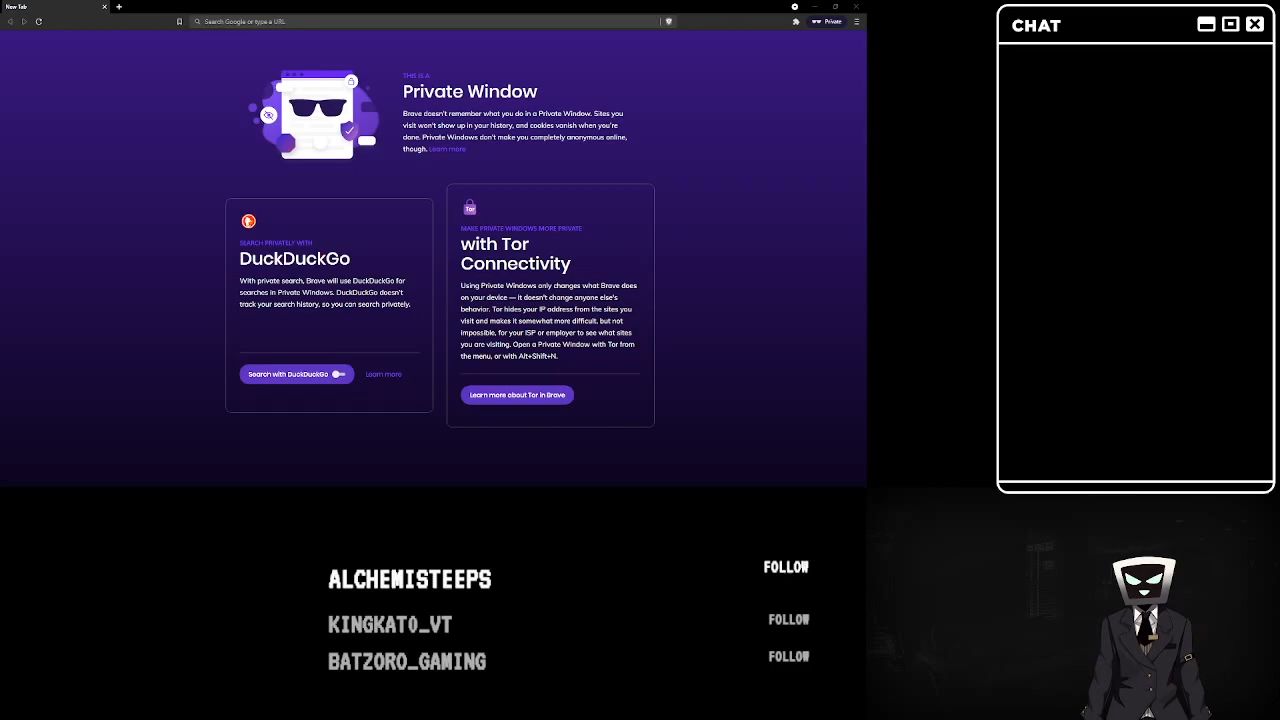 New Tab
Search Google or type a URL
Private
CHAT
THIS IS A
Private Window
Brave doesn't remember what you do in a Private Window. Sites you
visit won't show up in your history, and cookies vanish when you're
done. Private Windows don't make you completely anonymous online,
though. Learn more
SEARCH PRIVATELY WITH
DuckDuckGo
With private search, Brave will use DuckDuckGo for
searches in Private Windows. DuckDuckGo doesn't
track your search history, so you can search privately.
Search with DuckDuckGo
Learn more
Tor
MAKE PRIVATE WINDOWS MORE PRIVATE
with Tor
Connectivity
Using Private Windows only changes what Brave does
on your device — it doesn't change anyone else's
behavior. Tor hides your IP address from the sites you
visit and makes it somewhat more difficult, but not
impossible, for your ISP or employer to see what sites
you are visiting. Open a Private Window with Tor from
the menu, or with Alt+Shift+N.
Learn more about Tor in Brave
ALCHEMISTEEPS FOLLOW
KINGKATO_VT FOLLOW
BATZORO_GAMING FOLLOW